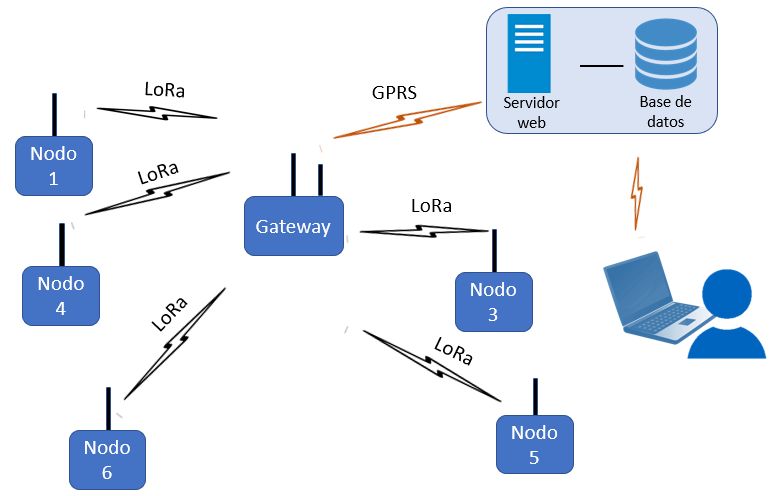 LoRa
GPRS
Servidor
web
Base de
datos
Nodo
1
LoRa
Gateway
LoRa
Nodo
4
Nodo
3
LoRa
LoRa
Nodo
6
Nodo
5